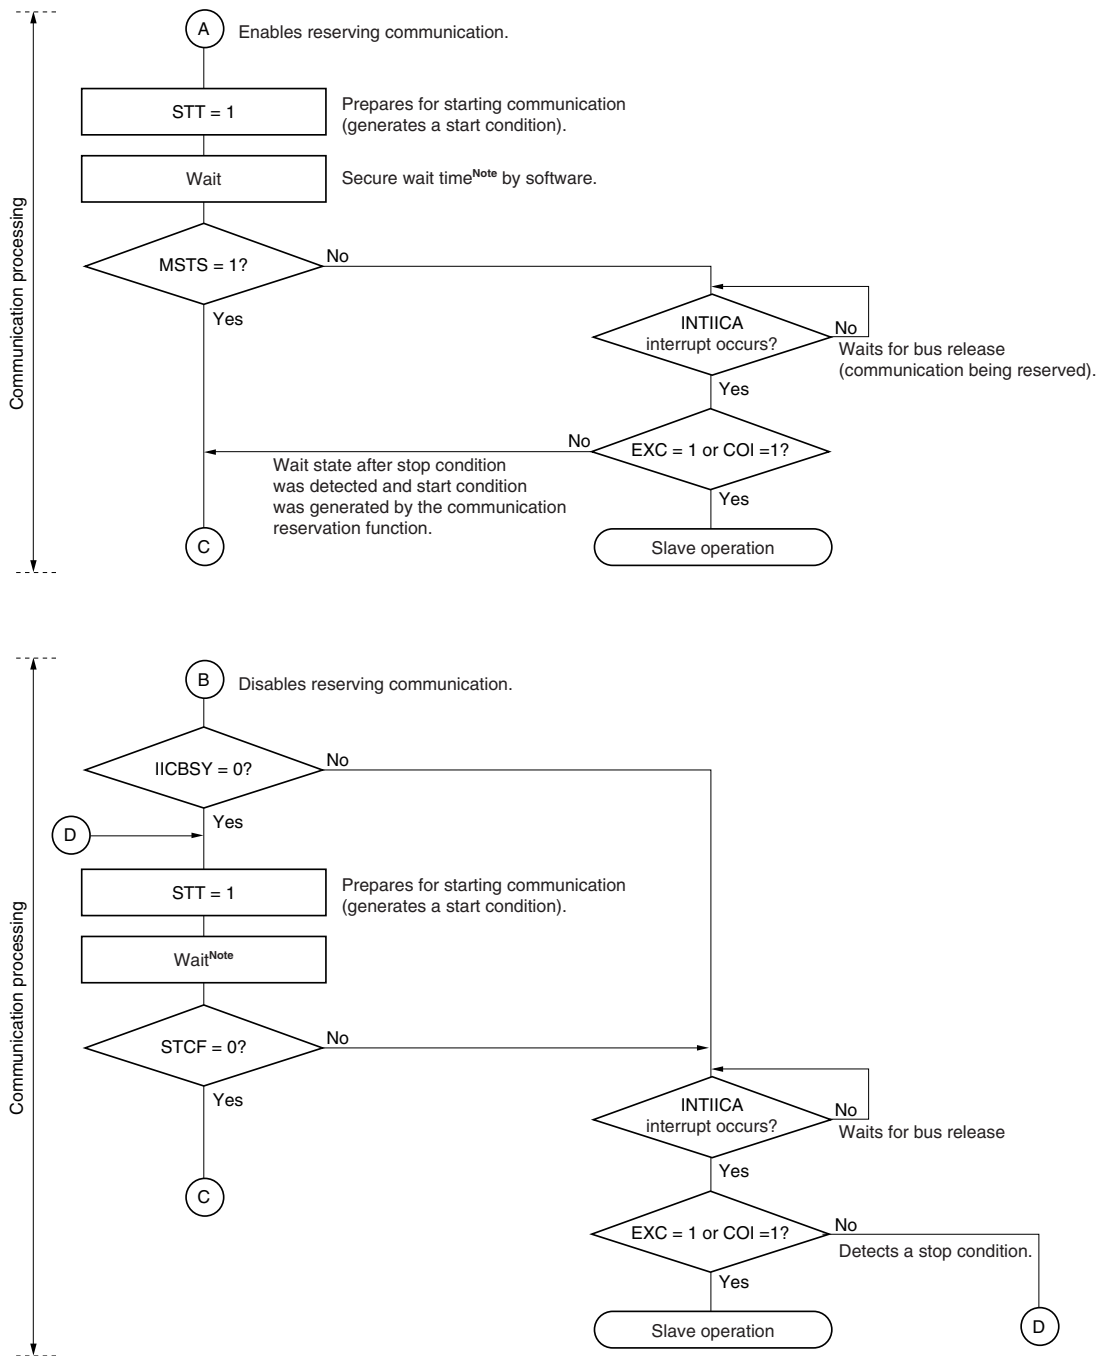 A
Enables reserving communication.
STT = 1
Prepares for starting communication
(generates a start condition).
Wait
Secure wait timeNote by software.
MSTS = 1?
No
Yes
INTIICA
interrupt occurs?
No
Waits for bus release
(communication being reserved).
Yes
EXC = 1 or COI =1?
No
Wait state after stop condition
was detected and start condition
was generated by the communication
reservation function.
Yes
C
Slave operation
Communication processing
B
Disables reserving communication.
IICBSY = 0?
No
Yes
D
STT = 1
Prepares for starting communication
(generates a start condition).
WaitNote
STCF = 0?
No
Yes
INTIICA
interrupt occurs?
No
Waits for bus release
Yes
C
EXC = 1 or COI =1?
No
Detects a stop condition.
Yes
Slave operation
D
Communication processing